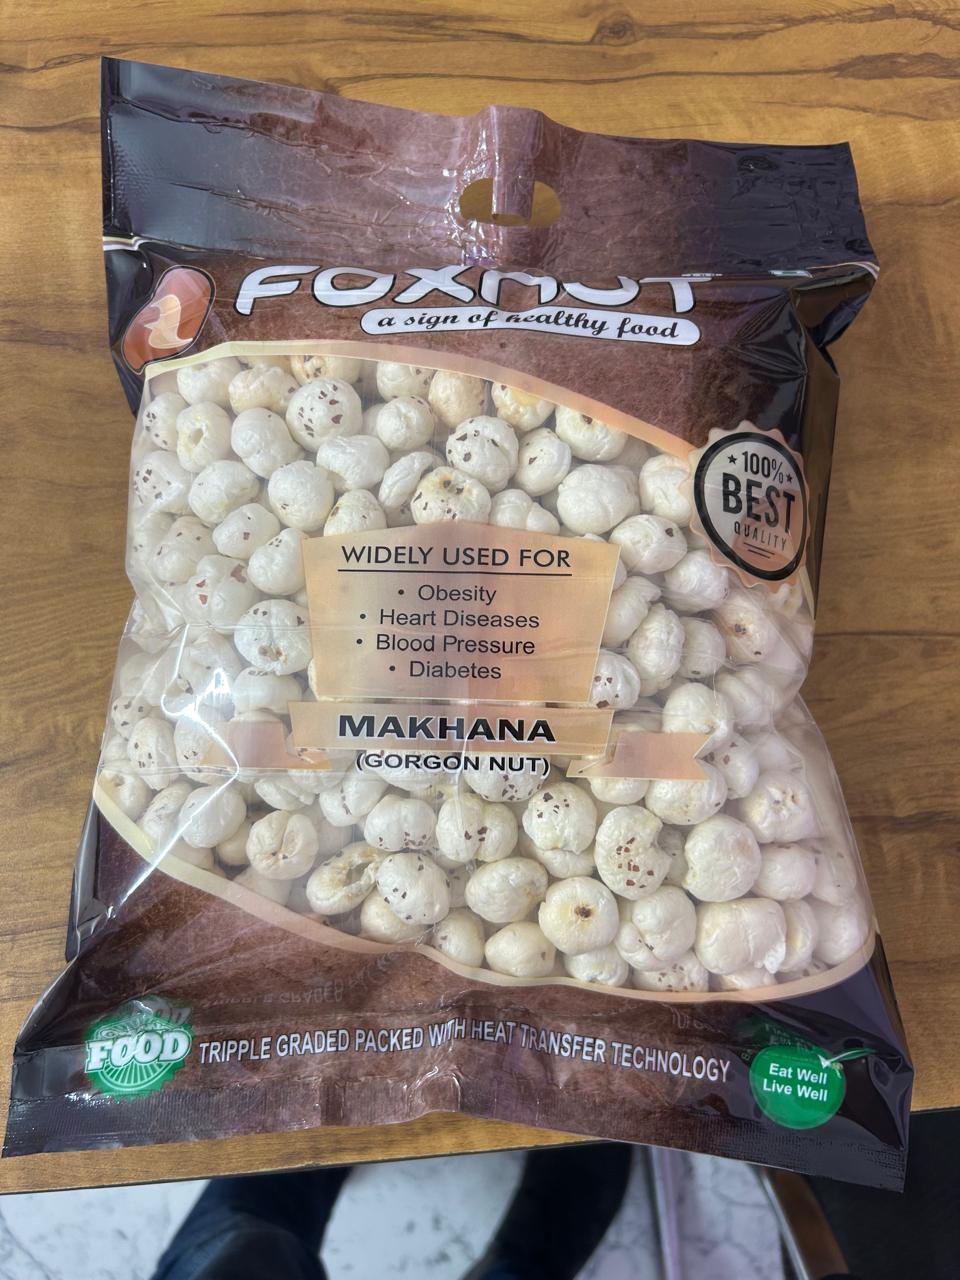 FOXNUT
a sign of healthy food
★ 100% ★
BEST
QUALITY
WIDELY USED FOR
• Obesity
• Heart Diseases
• Blood Pressure
• Diabetes
MAKHANA
(GORGON NUT)
FOOD
TRIPPLE GRADED PACKED WITH HEAT TRANSFER TECHNOLOGY
Eat Well
Live Well